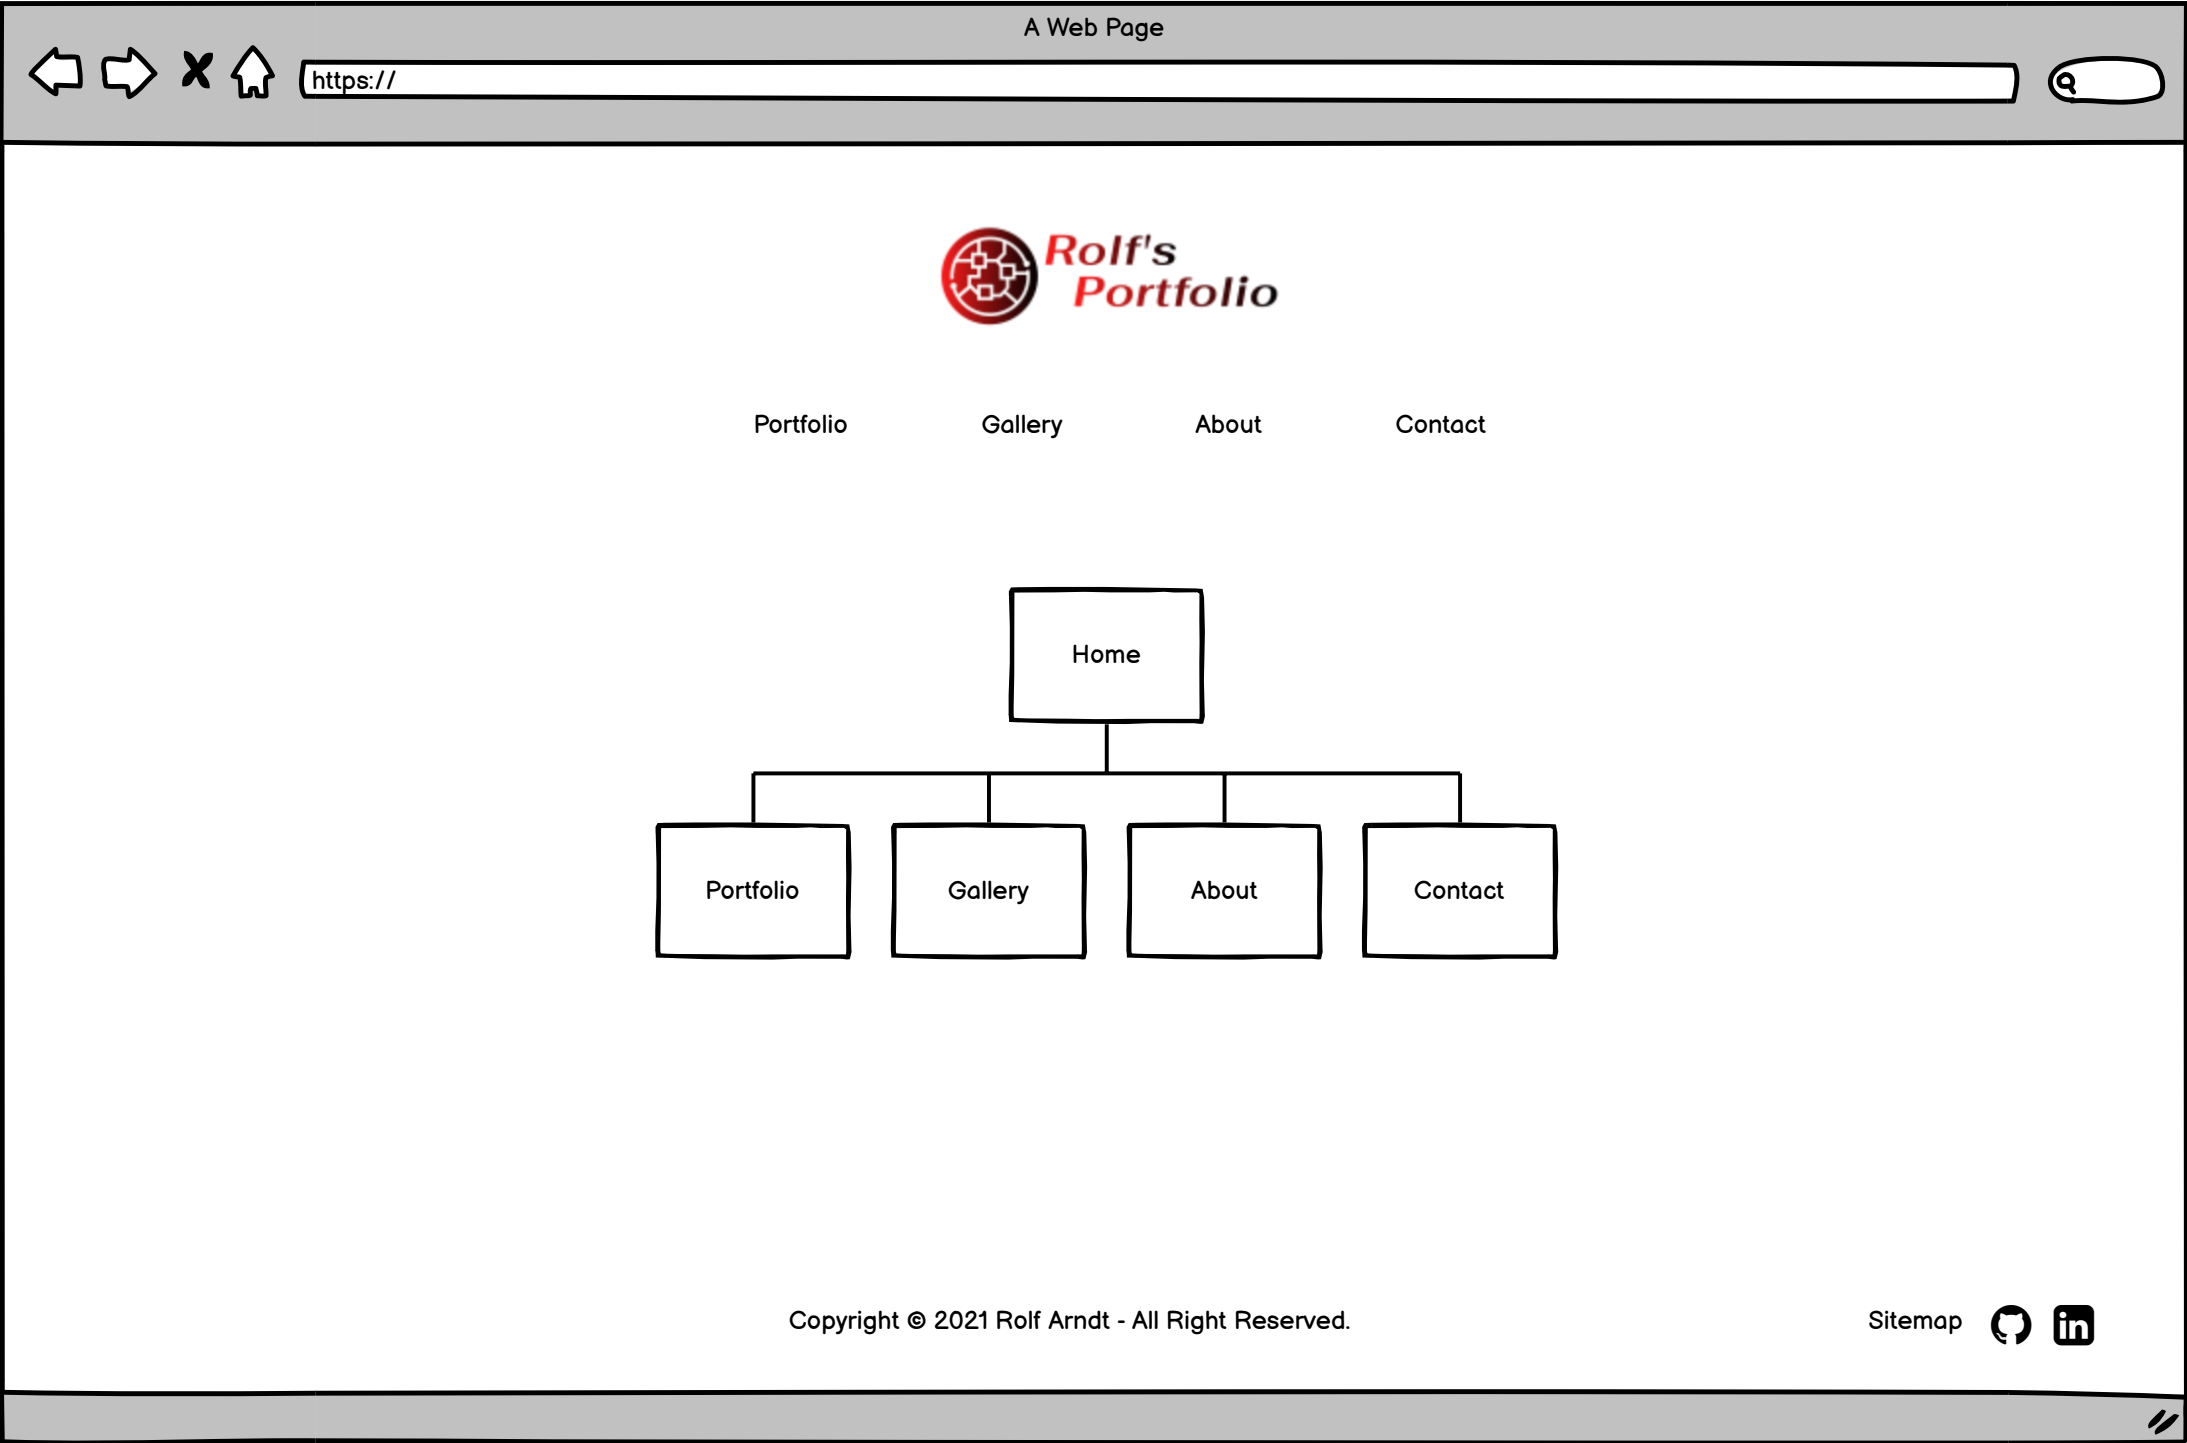 A Web Page
https://
Rolf's
Portfolio
Portfolio Gallery About Contact
Home
Portfolio Gallery About Contact
Copyright © 2021 Rolf Arndt - All Right Reserved.
Sitemap
in